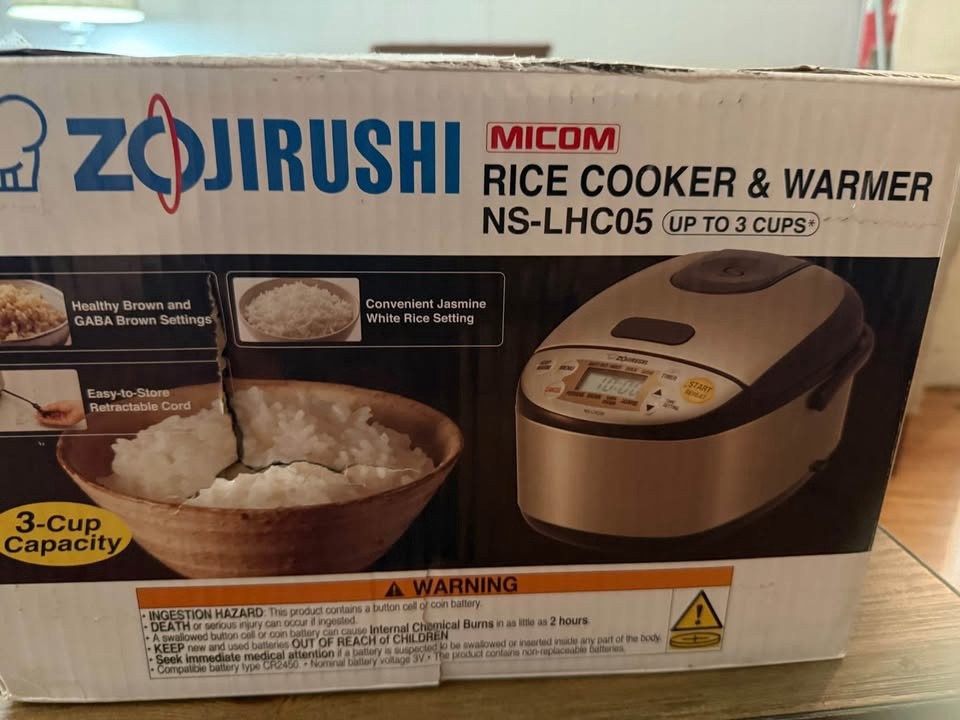 ZOJIRUSHI
MICOM
RICE COOKER & WARMER
NS-LHC05 UP TO 3 CUPS*
Healthy Brown and
GABA Brown Settings
Convenient Jasmine
White Rice Setting
Easy-to-Store
Retractable Cord
ZOJIRUSHI
MENU
TIMER
START
3-Cup
Capacity
WARNING
• INGESTION HAZARD: This product contains a button cell or coin battery.
• DEATH or serious injury can occur if ingested.
• A swallowed button cell or coin battery can cause Internal Chemical Burns in as little as 2 hours.
• KEEP new and used batteries OUT OF REACH of CHILDREN
• Seek immediate medical attention if a battery is suspected to be swallowed or inserted inside any part of the body.
• Compatible battery type CR2450. • Nominal battery voltage 3V • The product contains non-replaceable batteries.